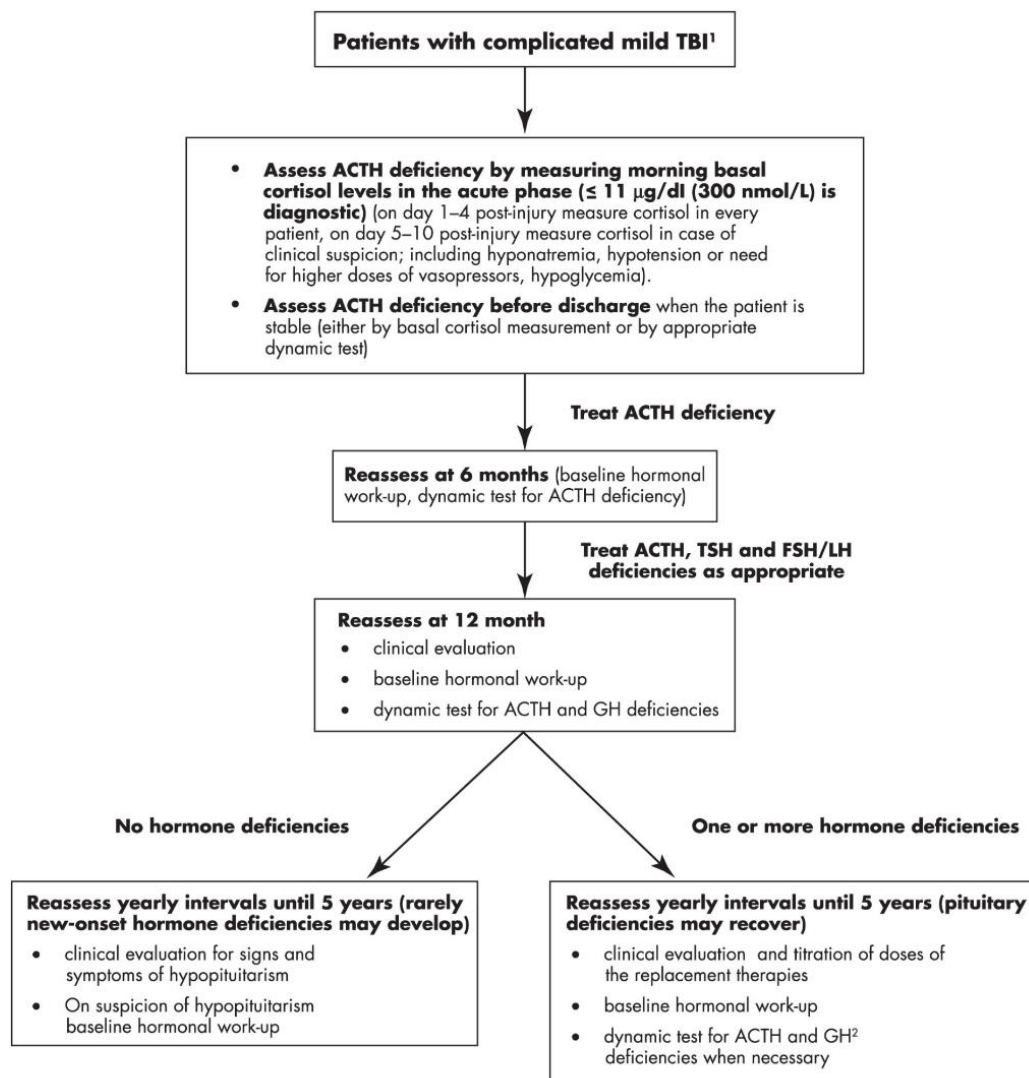 Patients with complicated mild TBI¹
• Assess ACTH deficiency by measuring morning basal
cortisol levels in the acute phase (≤ 11 μg/dl (300 nmol/L) is
diagnostic) (on day 1–4 post-injury measure cortisol in every
patient, on day 5–10 post-injury measure cortisol in case of
clinical suspicion; including hyponatremia, hypotension or need
for higher doses of vasopressors, hypoglycemia).
• Assess ACTH deficiency before discharge when the patient is
stable (either by basal cortisol measurement or by appropriate
dynamic test)
Treat ACTH deficiency
Reassess at 6 months (baseline hormonal
work-up, dynamic test for ACTH deficiency)
Treat ACTH, TSH and FSH/LH
deficiencies as appropriate
Reassess at 12 month
• clinical evaluation
• baseline hormonal work-up
• dynamic test for ACTH and GH deficiencies
No hormone deficiencies
One or more hormone deficiencies
Reassess yearly intervals until 5 years (rarely
new-onset hormone deficiencies may develop)
• clinical evaluation for signs and
symptoms of hypopituitarism
• On suspicion of hypopituitarism
baseline hormonal work-up
Reassess yearly intervals until 5 years (pituitary
deficiencies may recover)
• clinical evaluation and titration of doses of
the replacement therapies
• baseline hormonal work-up
• dynamic test for ACTH and GH²
deficiencies when necessary